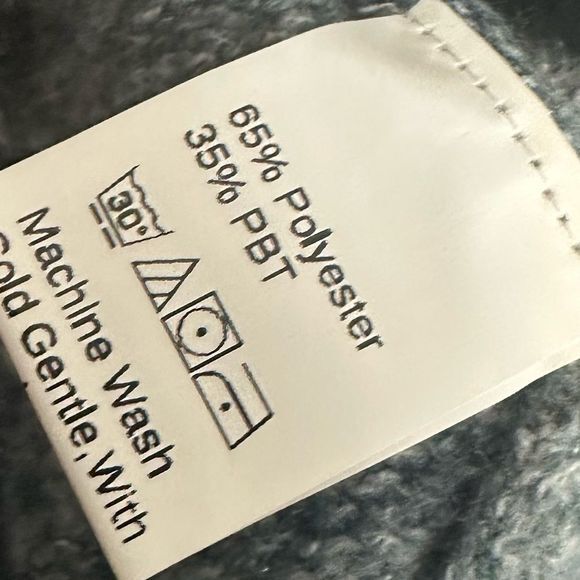 65% Polyester
35% PBT
30°
Machine Wash
Cold Gentle, With